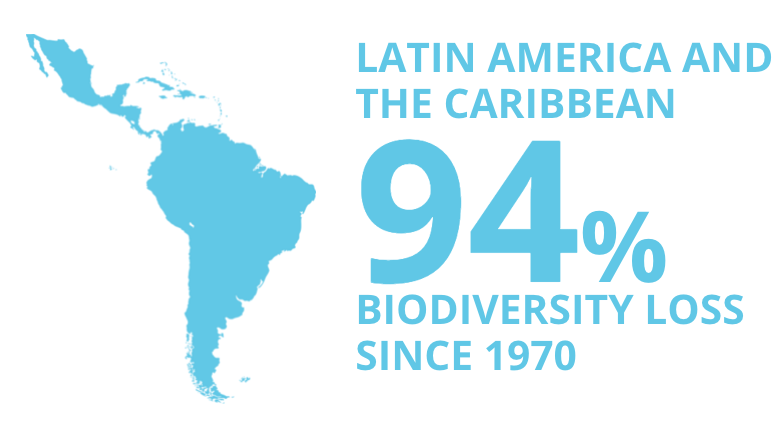 LATIN AMERICA AND
THE CARIBBEAN
94%
BIODIVERSITY LOSS
SINCE 1970